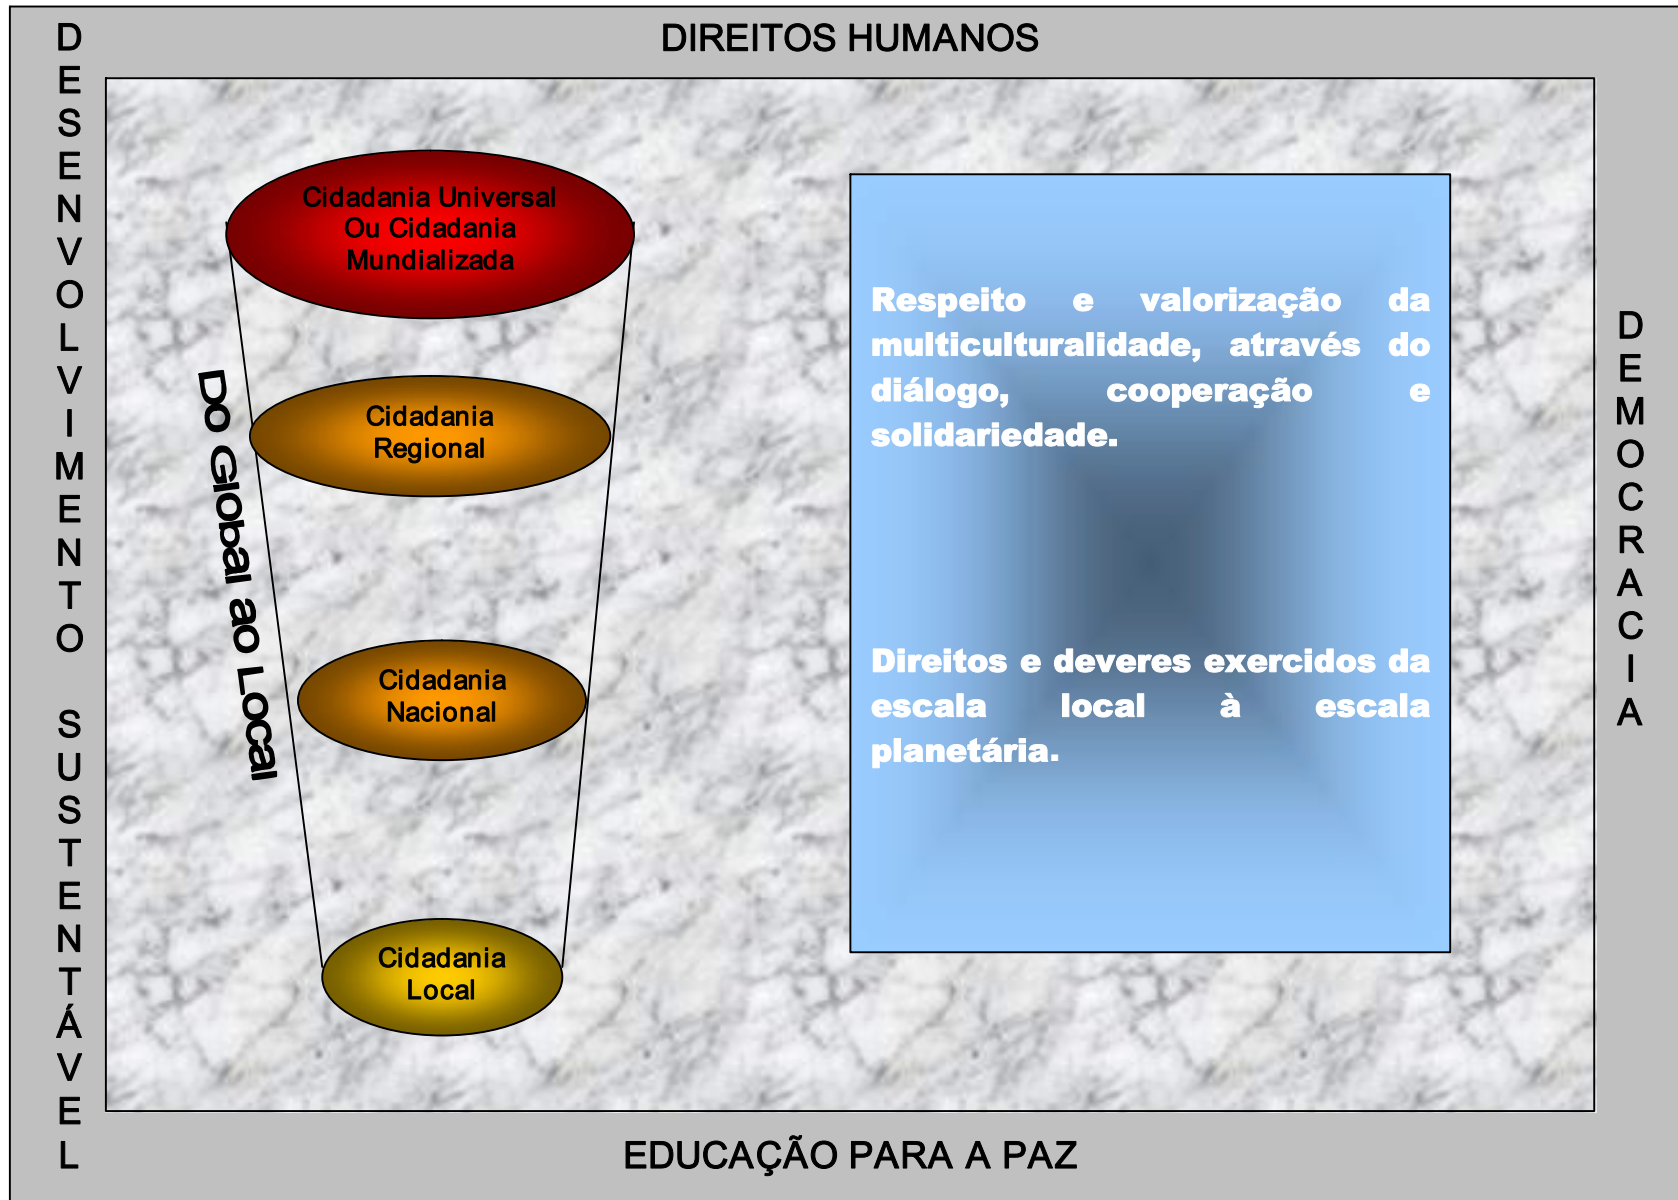 DIREITOS HUMANOS
DESENVOLVIMENTO SUSTENTÁVEL
Cidadania Universal
Ou Cidadania
Mundializada
Cidadania
Regional
Do Global ao Local
Cidadania
Nacional
Cidadania
Local
Respeito e valorização da
multiculturalidade, através do
diálogo, cooperação e
solidariedade.
Direitos e deveres exercidos da
escala local à escala
planetária.
DEMOCRACIA
EDUCAÇÃO PARA A PAZ